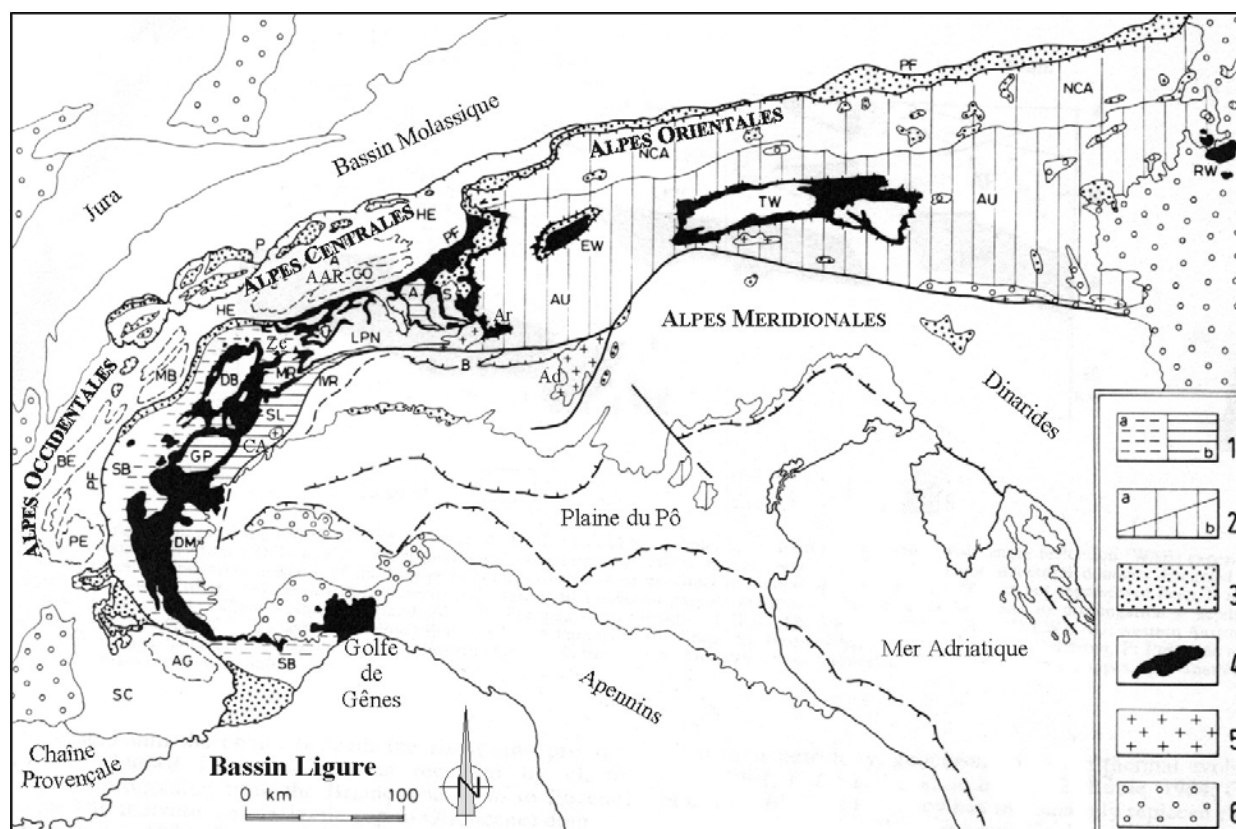 PF
NCA
ALPES ORIENTALES
NCA
Bassin Molassique
RW
Jura
HE
TW
AU
P
ALPES CENTRALES
PF
EW
AAR
GO
A
S
AU
HE
Ar
ALPES MERIDIONALES
LPN
Ze
MB
DB
MR
IVR
B
Ad
Dinarides
ALPES OCCIDENTALES
SL
CA
BE
PF
SB
GP
a
b
1
Plaine du Pô
a
b
2
PE
DM
3
Mer Adriatique
4
AG
SB
Golfe
de
Gênes
Apennins
SC
5
Chaîne
Provençale
Bassin Ligure
N
0 km 100
6